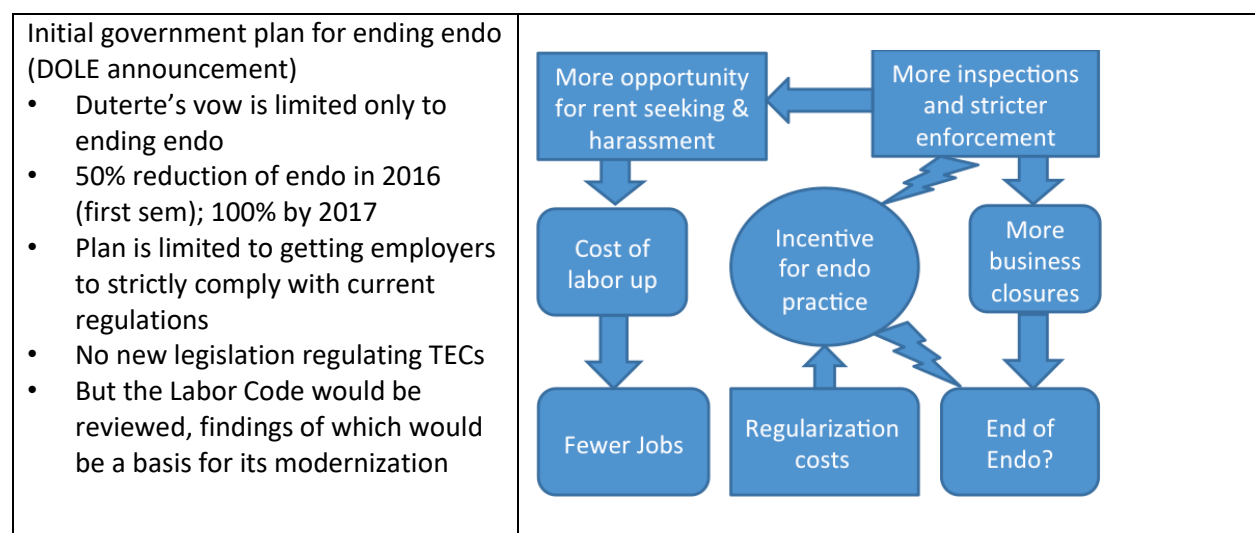 Initial government plan for ending endo
(DOLE announcement)
• Duterte’s vow is limited only to
ending endo
• 50% reduction of endo in 2016
(first sem); 100% by 2017
• Plan is limited to getting employers
to strictly comply with current
regulations
• No new legislation regulating TECs
• But the Labor Code would be
reviewed, findings of which would
be a basis for its modernization
More opportunity
for rent seeking &
harassment
More inspections
and stricter
enforcement
Cost of
labor up
Incentive
for endo
practice
More
business
closures
Fewer Jobs
Regularization
costs
End of
Endo?